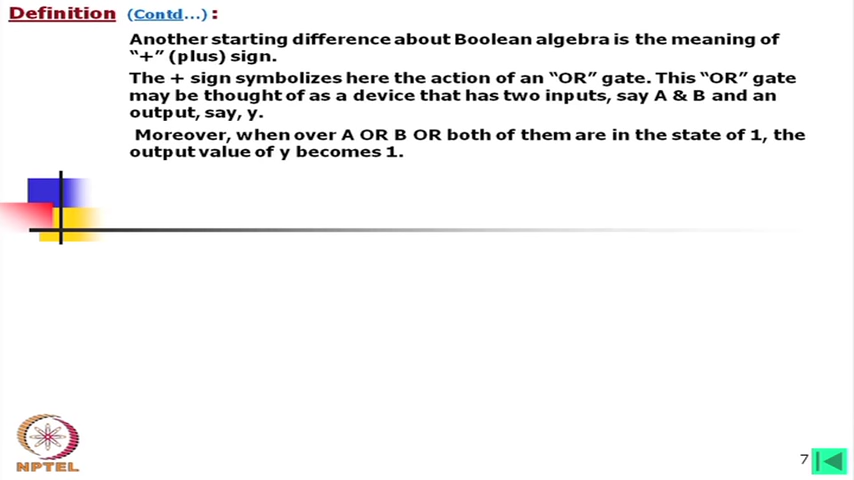 Definition (Contd...) :
Another starting difference about Boolean algebra is the meaning of
“+” (plus) sign.
The + sign symbolizes here the action of an “OR” gate. This “OR” gate
may be thought of as a device that has two inputs, say A & B and an
output, say, y.
Moreover, when over A OR B OR both of them are in the state of 1, the
output value of y becomes 1.
NPTEL
7